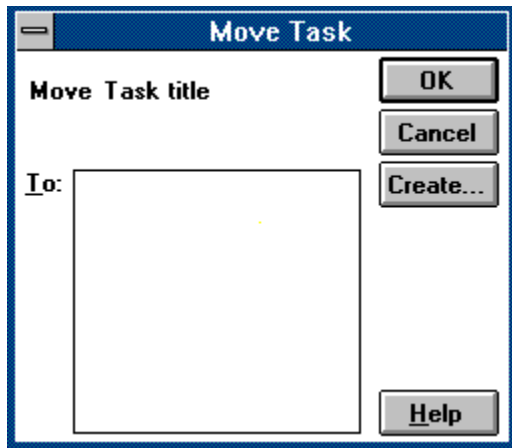 Move Task
Move Task title
OK
Cancel
To:
Create...
Help